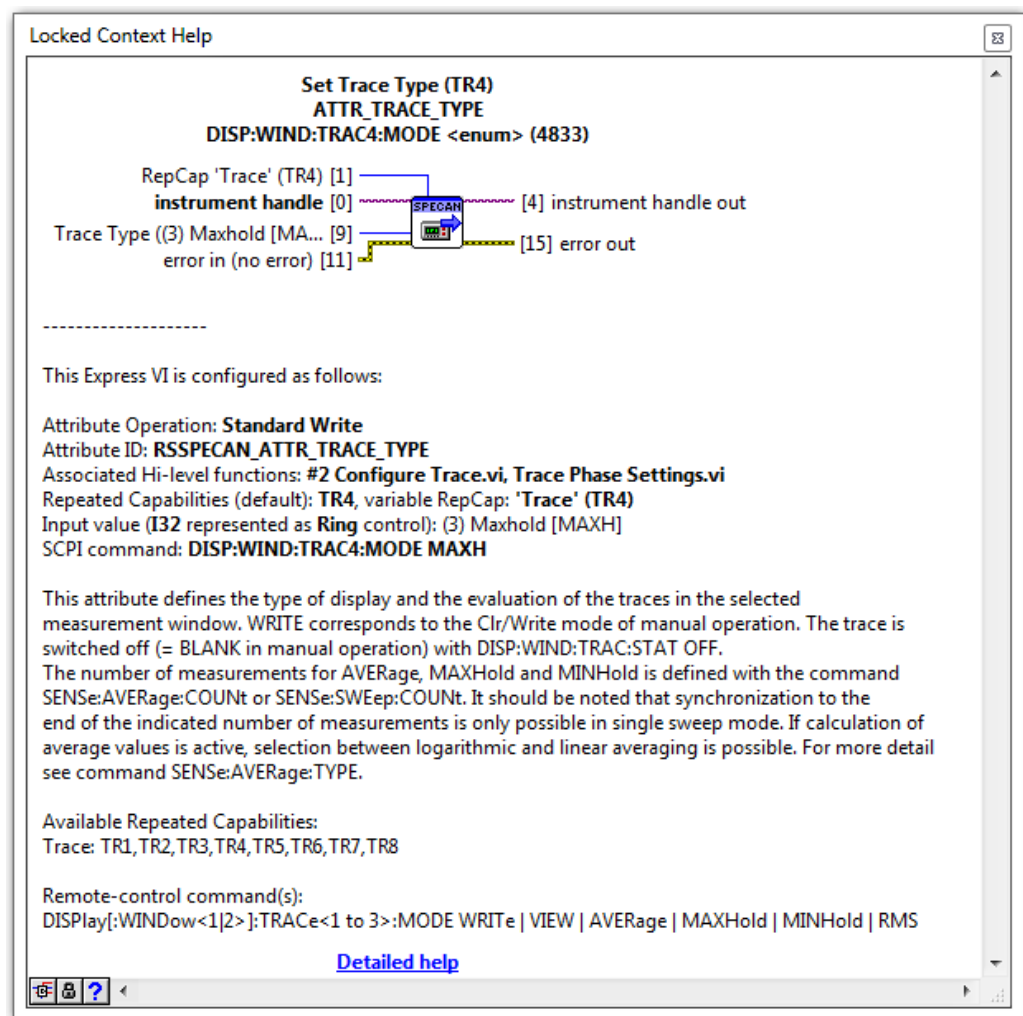 Locked Context Help
Set Trace Type (TR4)
ATTR_TRACE_TYPE
DISP:WIND:TRAC4:MODE <enum> (4833)
RepCap 'Trace' (TR4) [1]
instrument handle [0]
SPECAN
[4] instrument handle out
Trace Type ((3) Maxhold [MA... [9]
[15] error out
error in (no error) [11]
--------------------
This Express VI is configured as follows:
Attribute Operation: Standard Write
Attribute ID: RSSPECAN_ATTR_TRACE_TYPE
Associated Hi-level functions: #2 Configure Trace.vi, Trace Phase Settings.vi
Repeated Capabilities (default): TR4, variable RepCap: 'Trace' (TR4)
Input value (I32 represented as Ring control): (3) Maxhold [MAXH]
SCPI command: DISP:WIND:TRAC4:MODE MAXH
This attribute defines the type of display and the evaluation of the traces in the selected
measurement window. WRITE corresponds to the Clr/Write mode of manual operation. The trace is
switched off (= BLANK in manual operation) with DISP:WIND:TRAC:STAT OFF.
The number of measurements for AVERage, MAXHold and MINHold is defined with the command
SENSe:AVERage:COUNt or SENSe:SWEep:COUNt. It should be noted that synchronization to the
end of the indicated number of measurements is only possible in single sweep mode. If calculation of
average values is active, selection between logarithmic and linear averaging is possible. For more detail
see command SENSe:AVERage:TYPE.
Available Repeated Capabilities:
Trace: TR1,TR2,TR3,TR4,TR5,TR6,TR7,TR8
Remote-control command(s):
DISPlay[:WINDow<1|2>]:TRACe<1 to 3>:MODE WRITe | VIEW | AVERage | MAXHold | MINHold | RMS
Detailed help
?